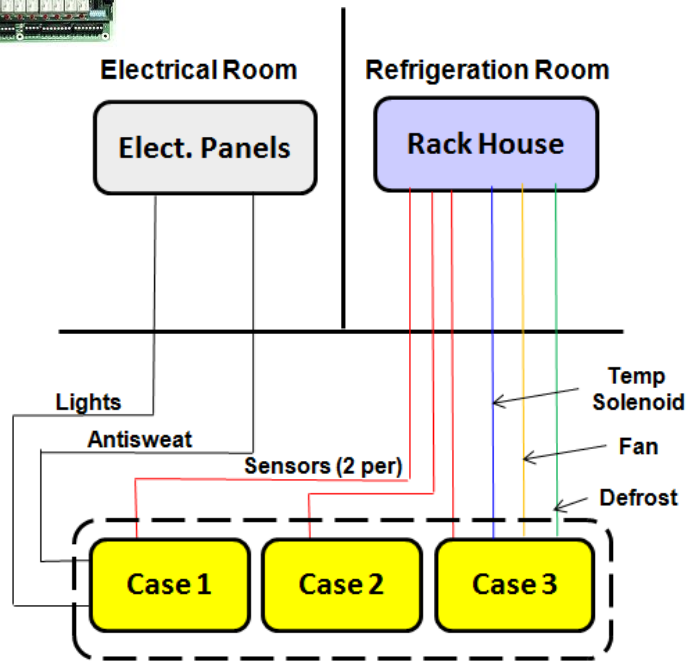 Electrical Room
Refrigeration Room
Elect. Panels
Rack House
Temp
Solenoid
Lights
Antisweat
Fan
Sensors (2 per)
Defrost
Case 1
Case 2
Case 3